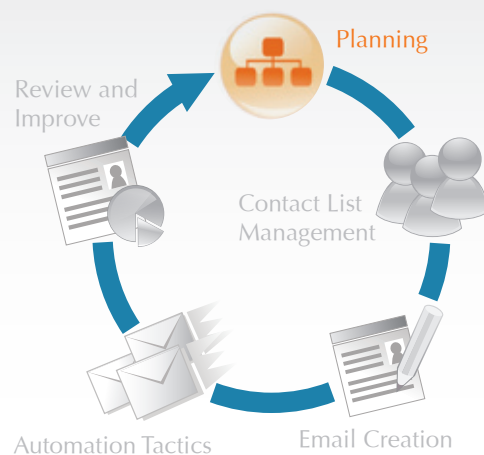 Planning
Contact List
Management
Email Creation
Automation Tactics
Review and
Improve